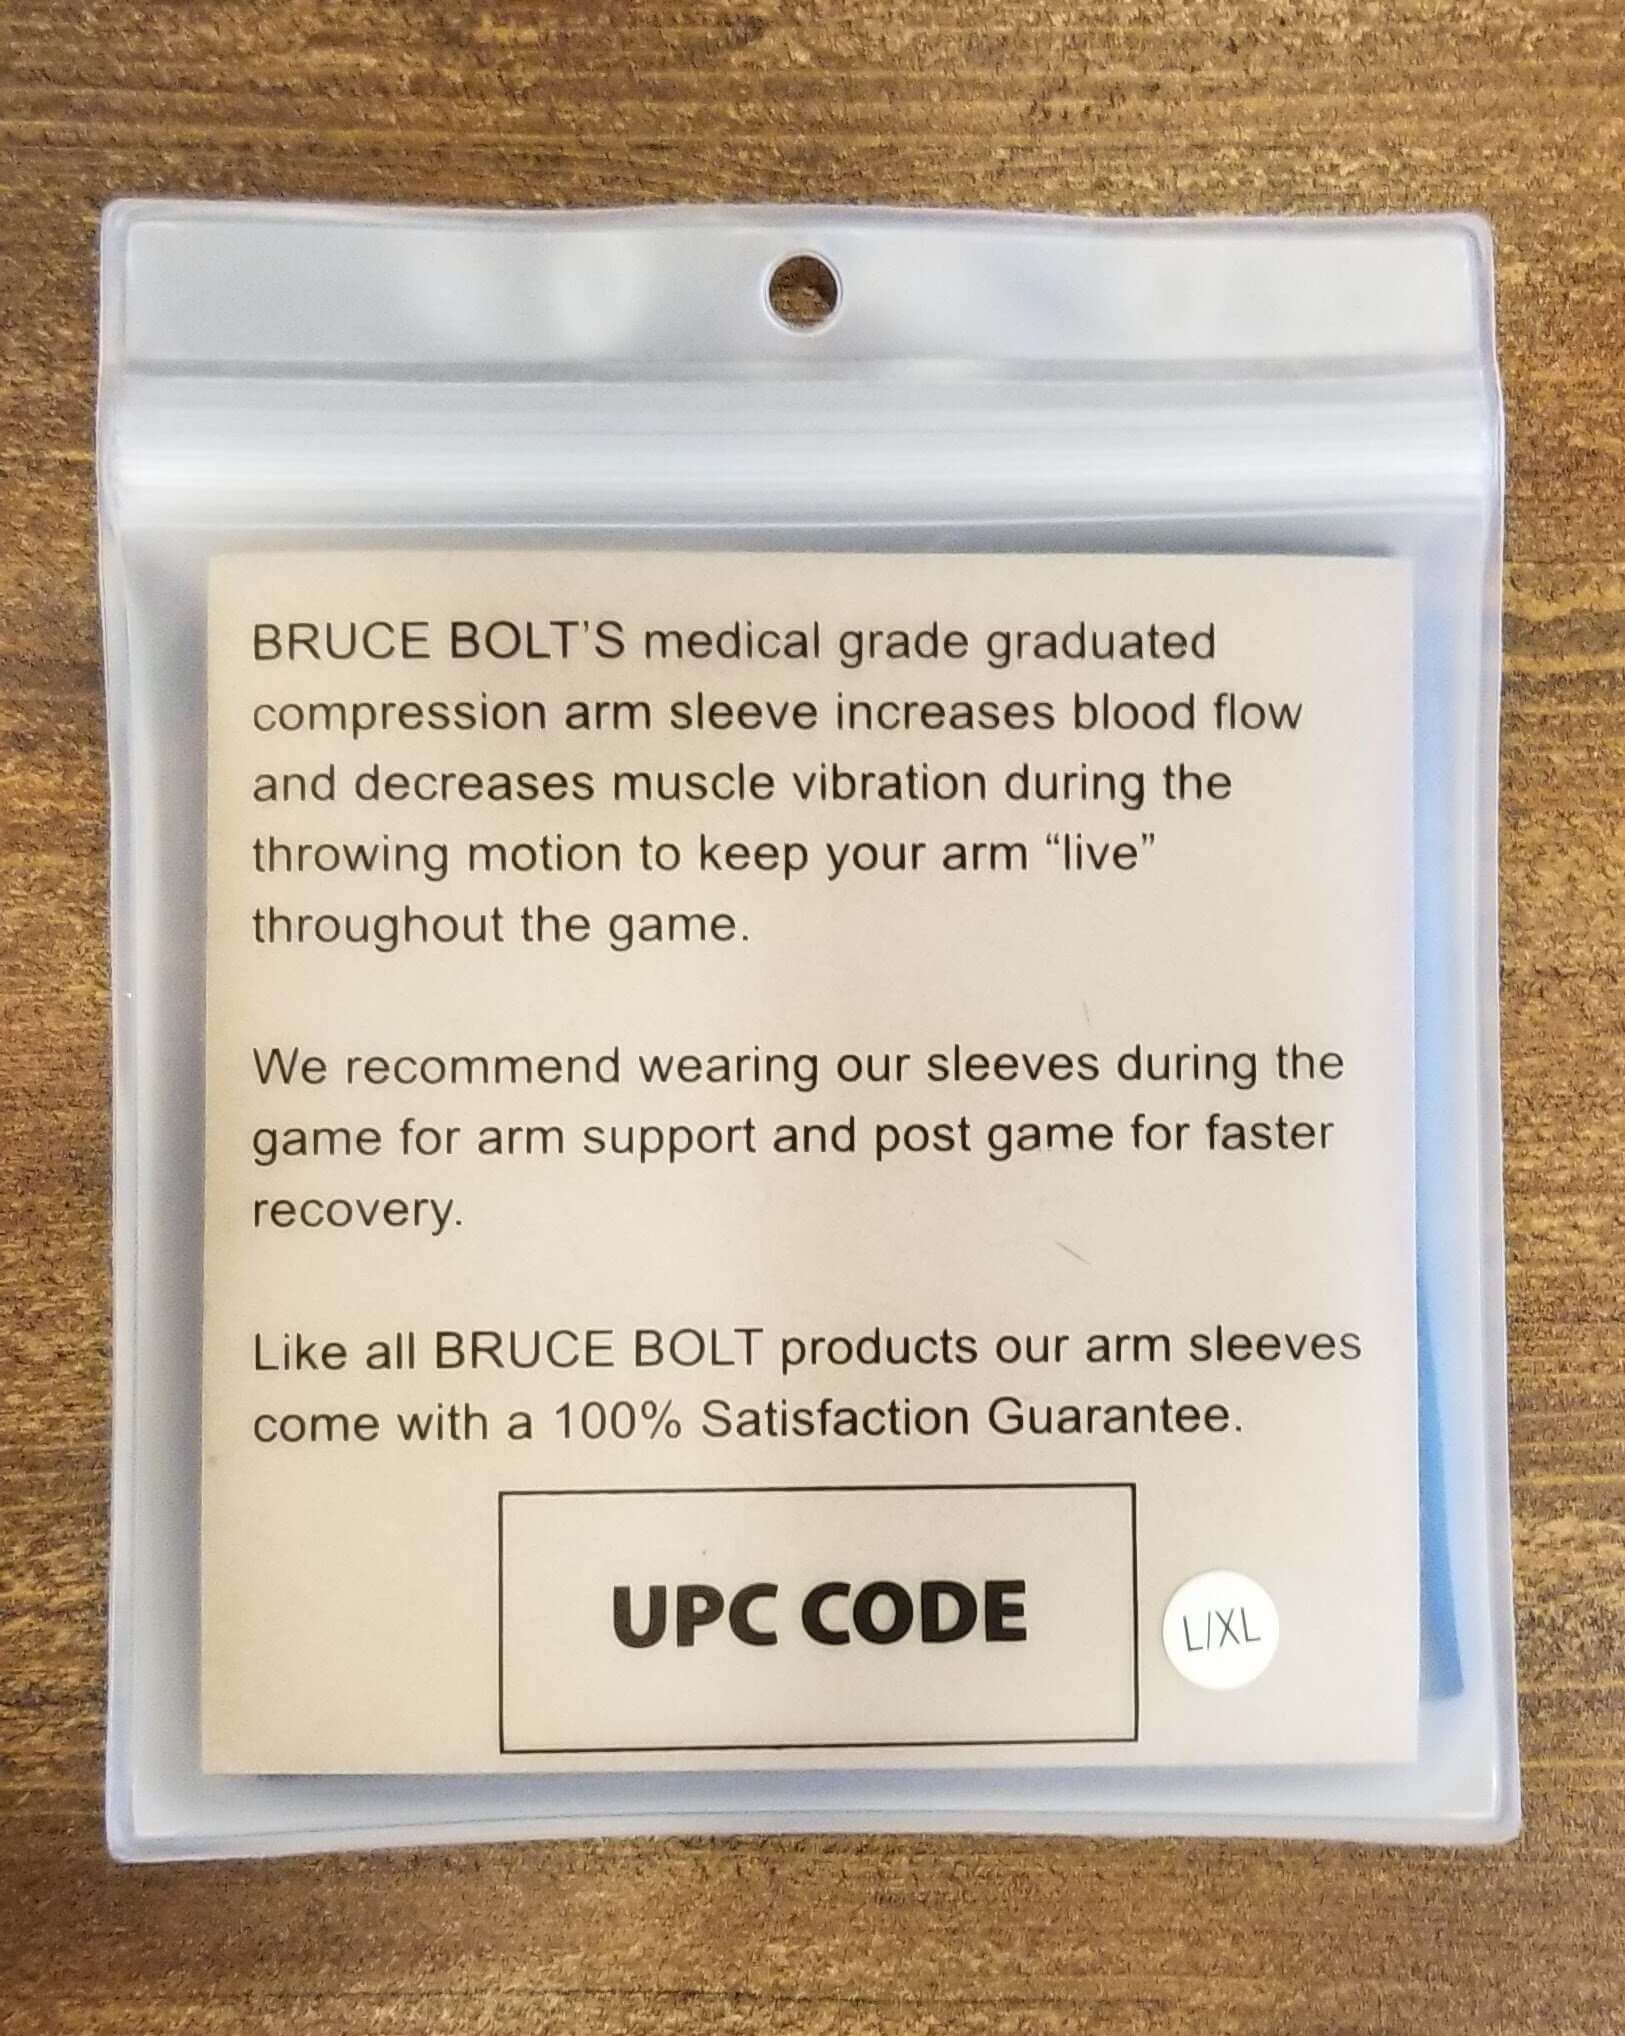 BRUCE BOLT'S medical grade graduated
compression arm sleeve increases blood flow
and decreases muscle vibration during the
throwing motion to keep your arm “live”
throughout the game.
We recommend wearing our sleeves during the
game for arm support and post game for faster
recovery.
Like all BRUCE BOLT products our arm sleeves
come with a 100% Satisfaction Guarantee.
UPC CODE
L/XL